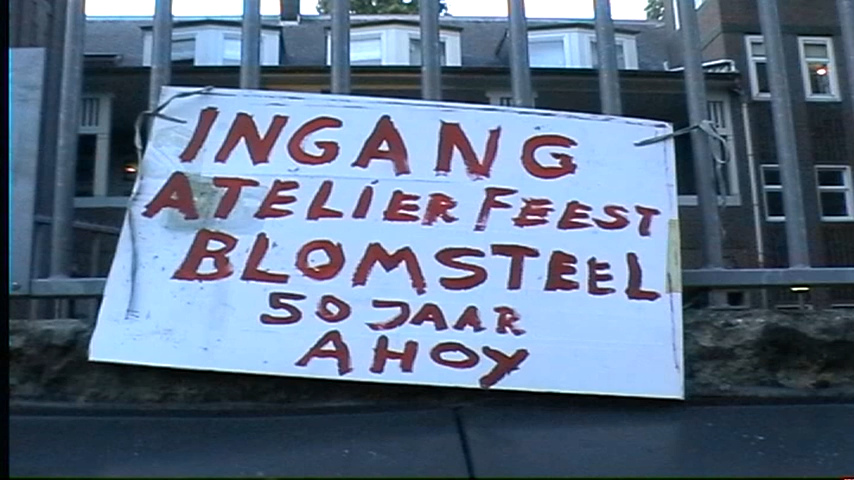 INGANG
ATELIER FEEST
BLOMSTEEL
50 JAAR
AHOY